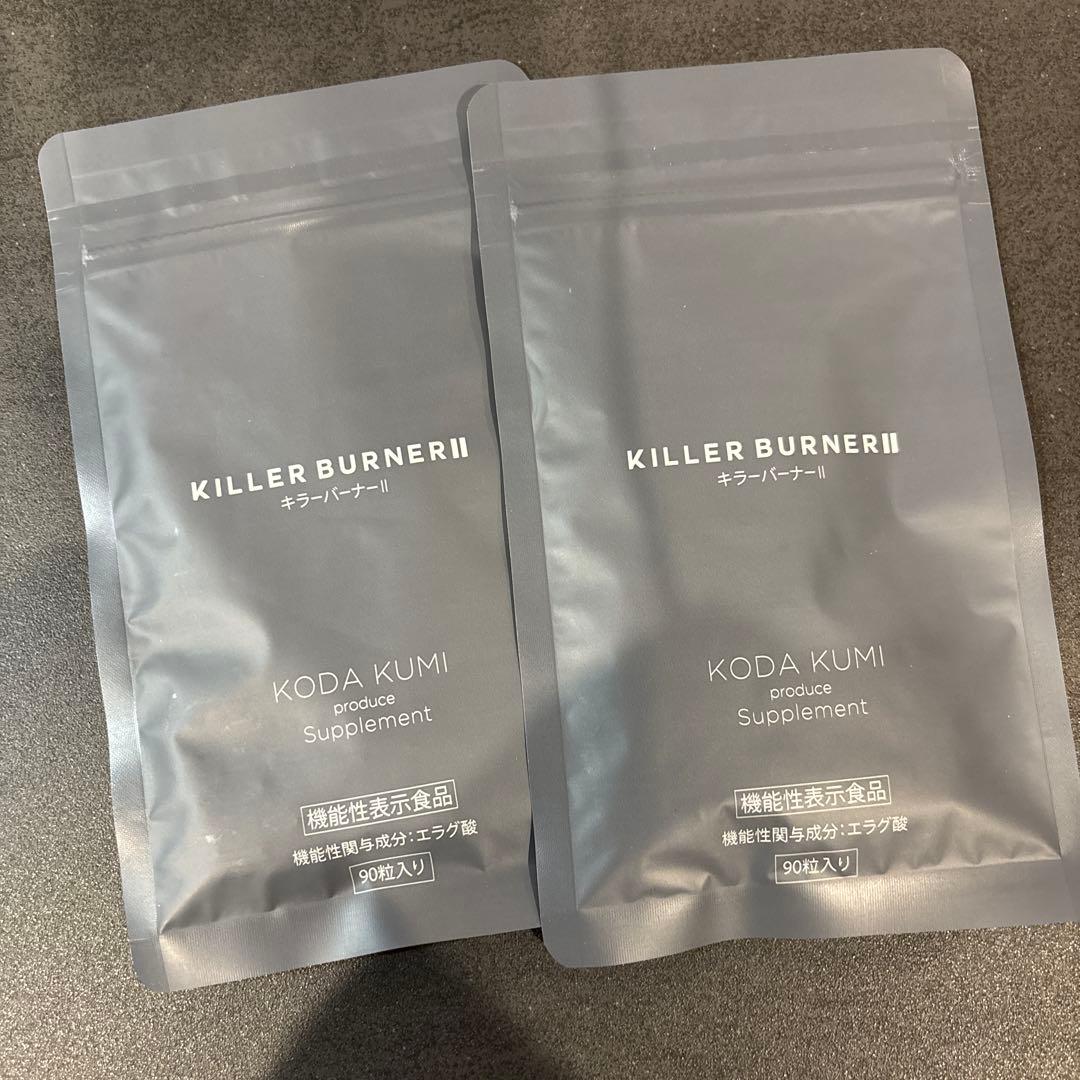 KILLER BURNERⅡ
キラーバーナーⅡ
KODA KUMI
produce
Supplement
機能性表示食品
機能性関与成分：エラグ酸
90粒入り
KILLER BURNERⅡ
キラーバーナーⅡ
KODA KUMI
produce
Supplement
機能性表示食品
機能性関与成分：エラグ酸
90粒入り